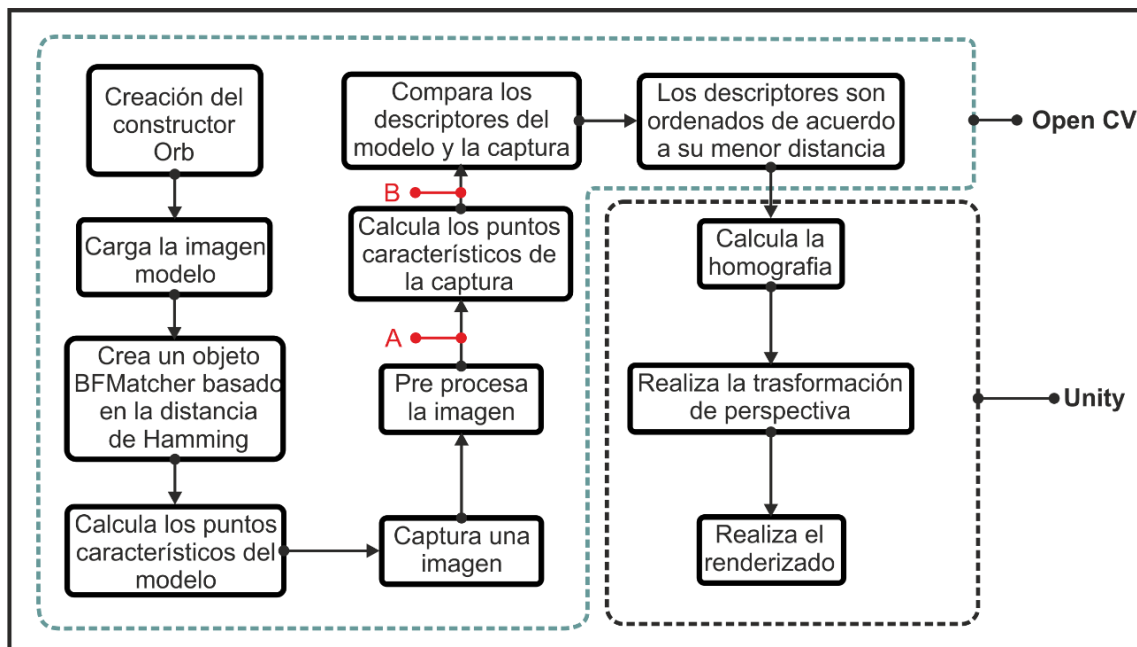 Creación del
constructor
Orb
Carga la imagen
modelo
Crea un objeto
BFMatcher basado
en la distancia
de Hamming
Calcula los puntos
característicos del
modelo
Captura una
imagen
Pre procesa
la imagen
A
Calcula los puntos
característicos de
la captura
B
Compara los
descriptores del
modelo y la captura
Los descriptores son
ordenados de acuerdo
a su menor distancia
Open CV
Calcula la
homografia
Realiza la trasformación
de perspectiva
Realiza el
renderizado
Unity